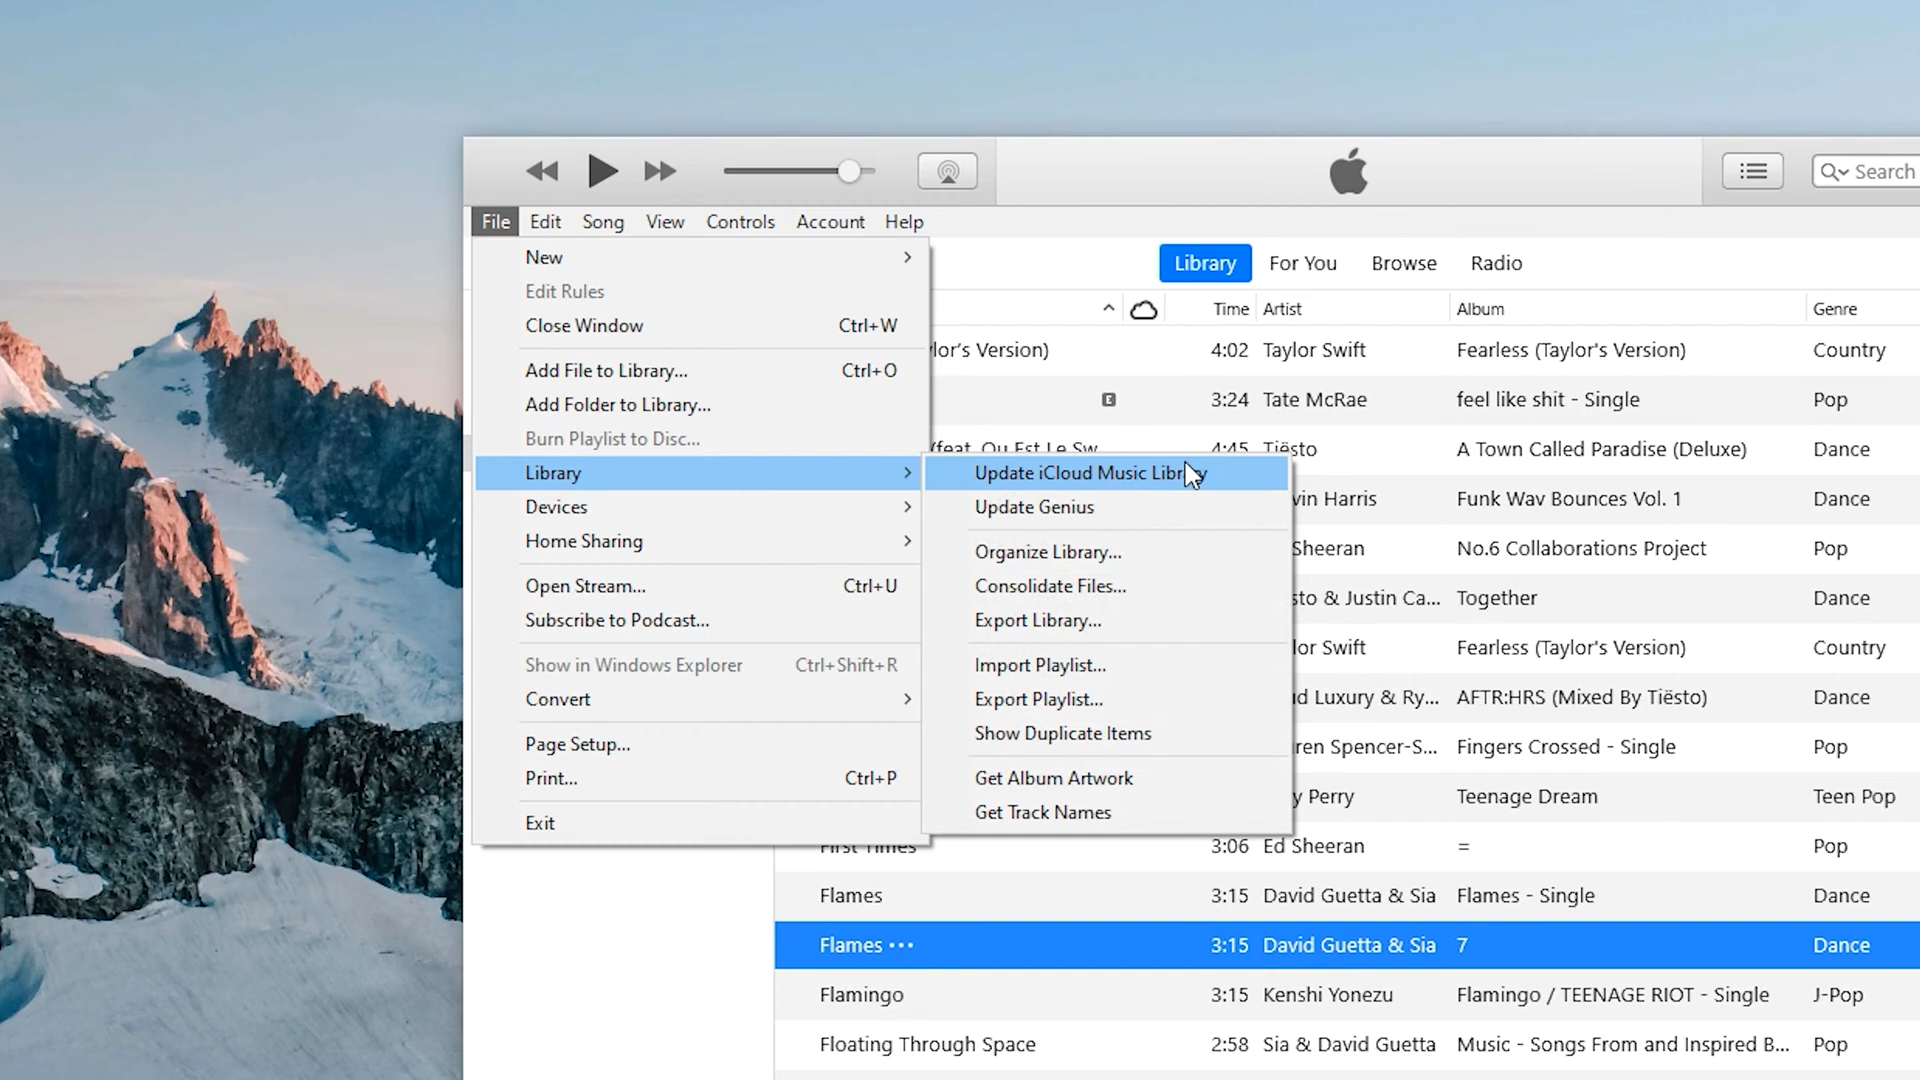 Search
File Edit Song View Controls Account Help
Library For You Browse Radio
Time Artist Album Genre
New
Edit Rules
Close Window Ctrl+W
Add File to Library... Ctrl+O
Add Folder to Library...
Burn Playlist to Disc...
Library
Devices
Home Sharing
Open Stream... Ctrl+U
Subscribe to Podcast...
Show in Windows Explorer Ctrl+Shift+R
Convert
Page Setup...
Print... Ctrl+P
Exit
Update iCloud Music Library
Update Genius
Organize Library...
Consolidate Files...
Export Library...
Import Playlist...
Export Playlist...
Show Duplicate Items
Get Album Artwork
Get Track Names
lor's Version) 4:02 Taylor Swift Fearless (Taylor's Version) Country
E 3:24 Tate McRae feel like shit - Single Pop
(feat. Ou Est Le Sw... 4:45 Tiësto A Town Called Paradise (Deluxe) Dance
vin Harris Funk Wav Bounces Vol. 1 Dance
Sheeran No.6 Collaborations Project Pop
sto & Justin Ca... Together Dance
lor Swift Fearless (Taylor's Version) Country
d Luxury & Ry... AFTR:HRS (Mixed By Tiësto) Dance
ren Spencer-S... Fingers Crossed - Single Pop
y Perry Teenage Dream Teen Pop
First Times 3:06 Ed Sheeran = Pop
Flames 3:15 David Guetta & Sia Flames - Single Dance
Flames ••• 3:15 David Guetta & Sia 7 Dance
Flamingo 3:15 Kenshi Yonezu Flamingo / TEENAGE RIOT - Single J-Pop
Floating Through Space 2:58 Sia & David Guetta Music - Songs From and Inspired B... Pop